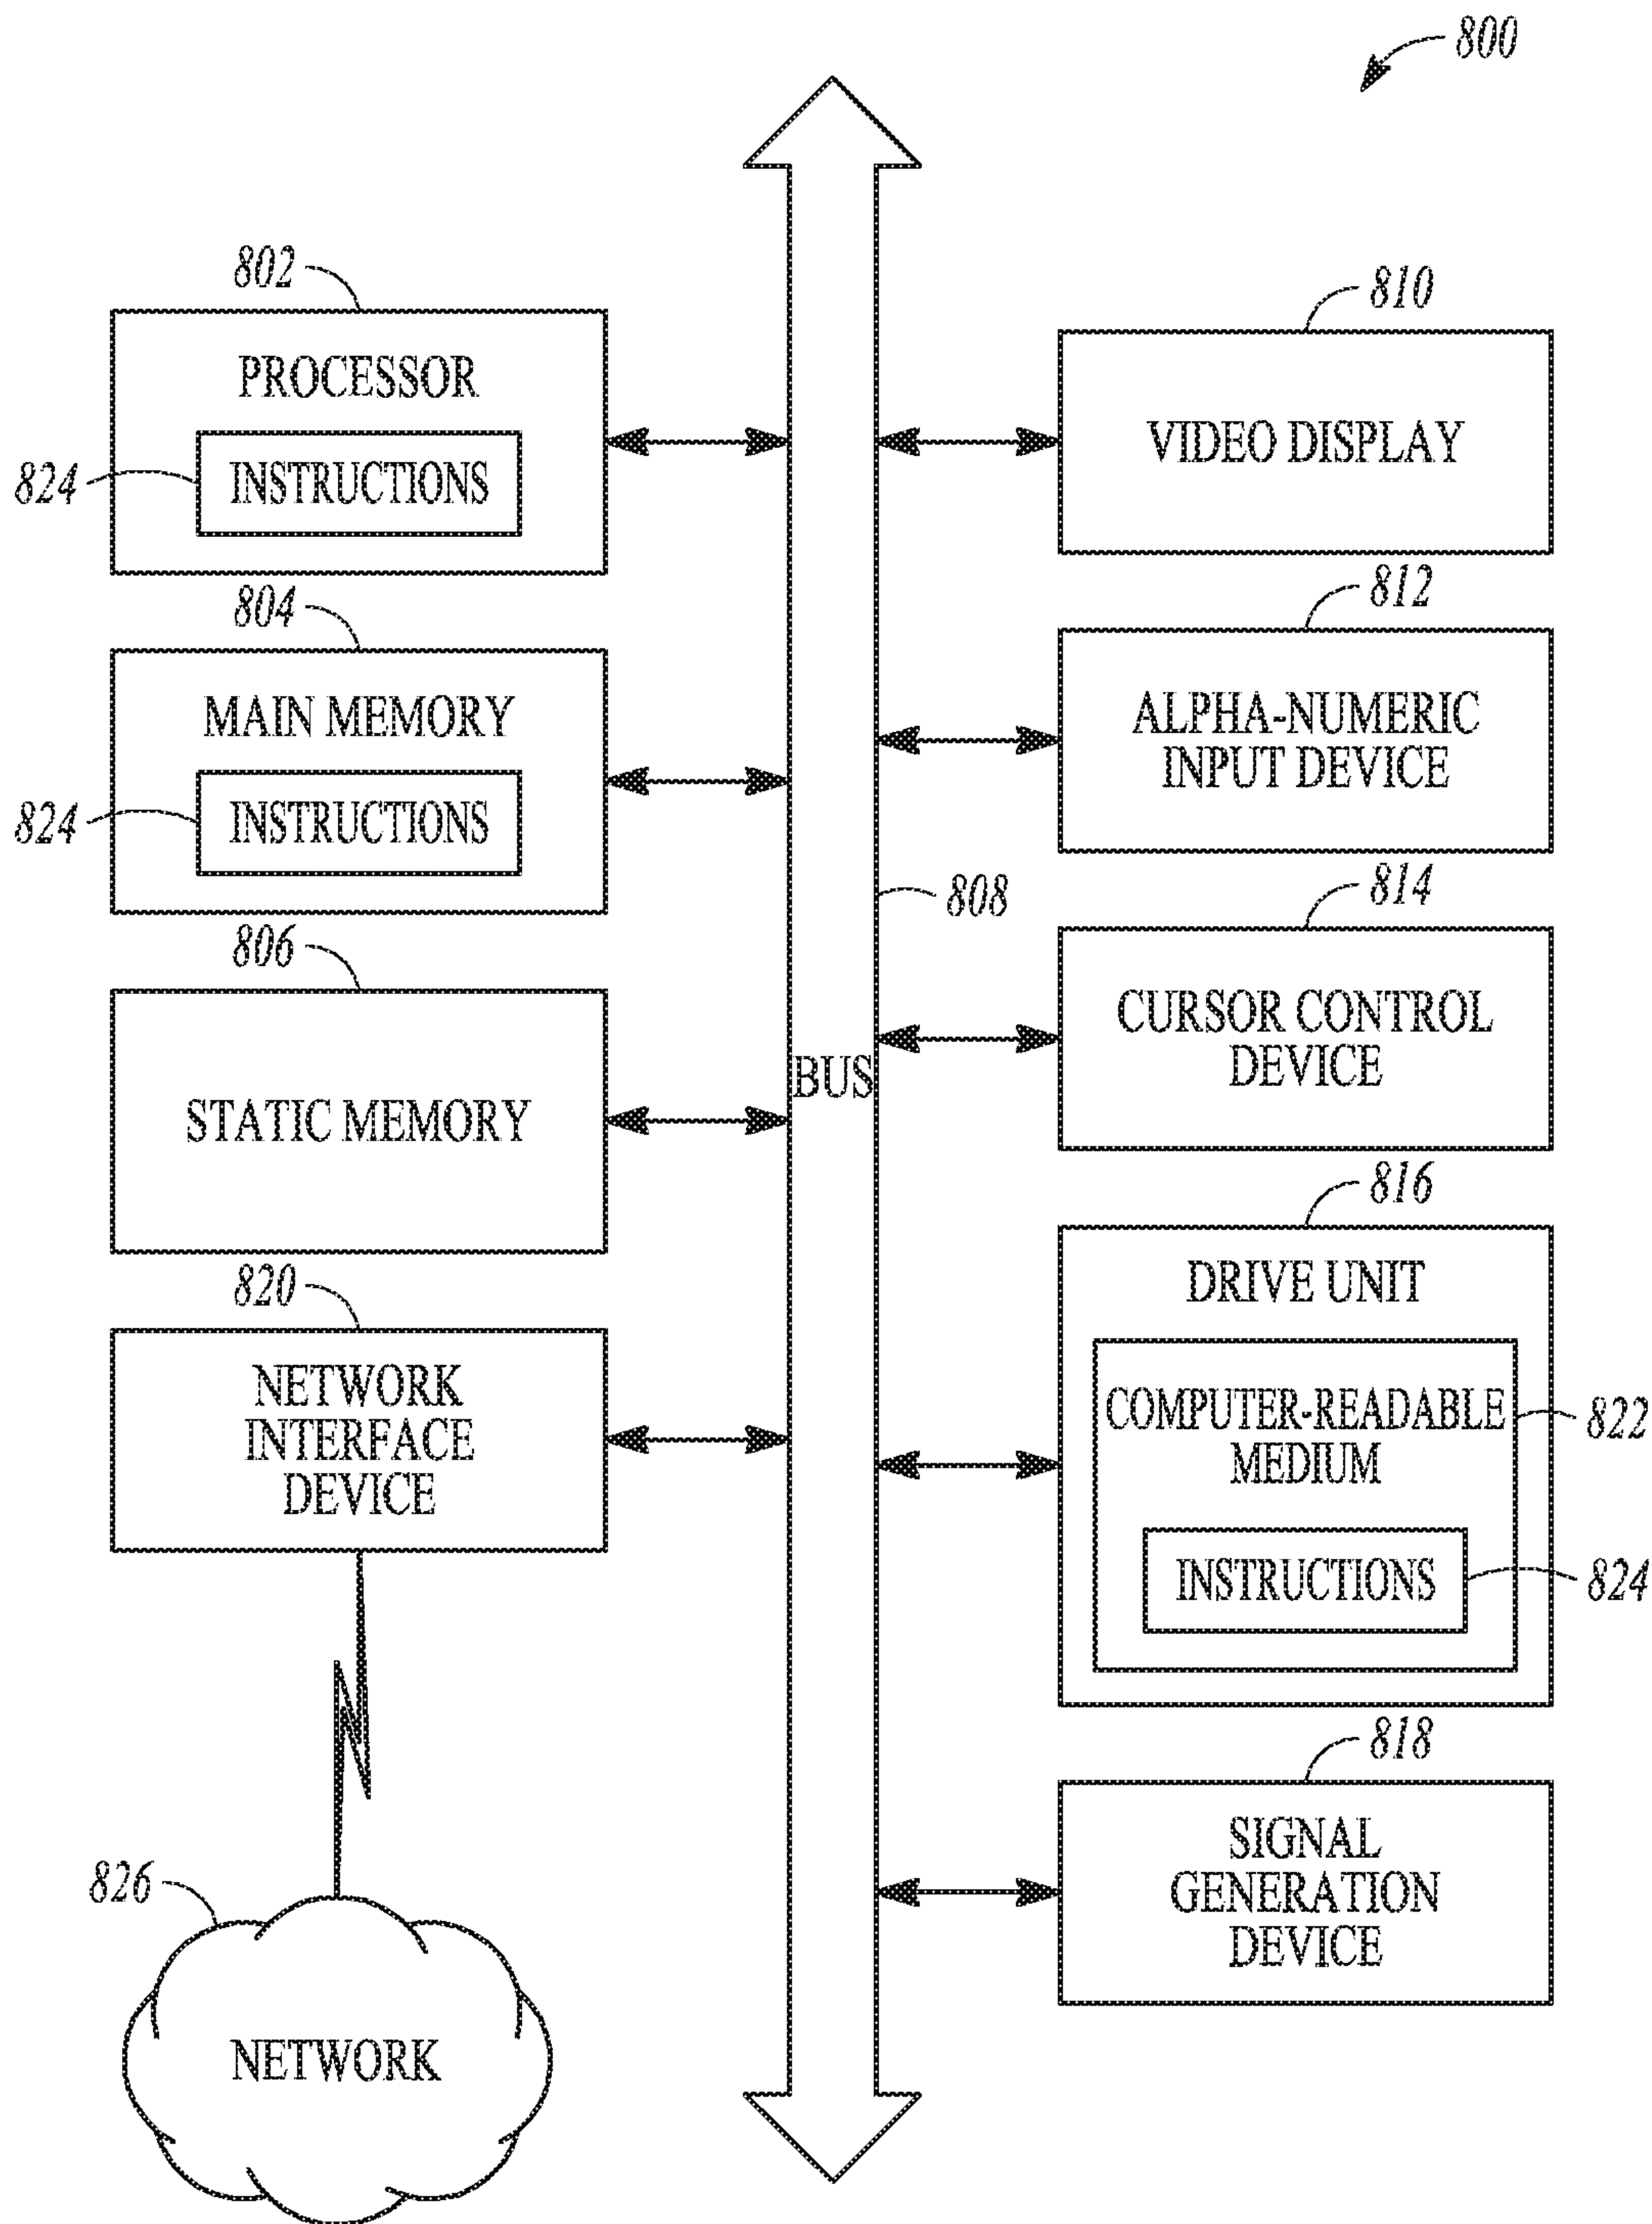 800
802
PROCESSOR
824
INSTRUCTIONS
804
MAIN MEMORY
824
INSTRUCTIONS
806
STATIC MEMORY
820
NETWORK
INTERFACE
DEVICE
826
NETWORK
BUS
808
810
VIDEO DISPLAY
812
ALPHA-NUMERIC
INPUT DEVICE
814
CURSOR CONTROL
DEVICE
816
DRIVE UNIT
COMPUTER-READABLE
MEDIUM
822
INSTRUCTIONS
824
818
SIGNAL
GENERATION
DEVICE